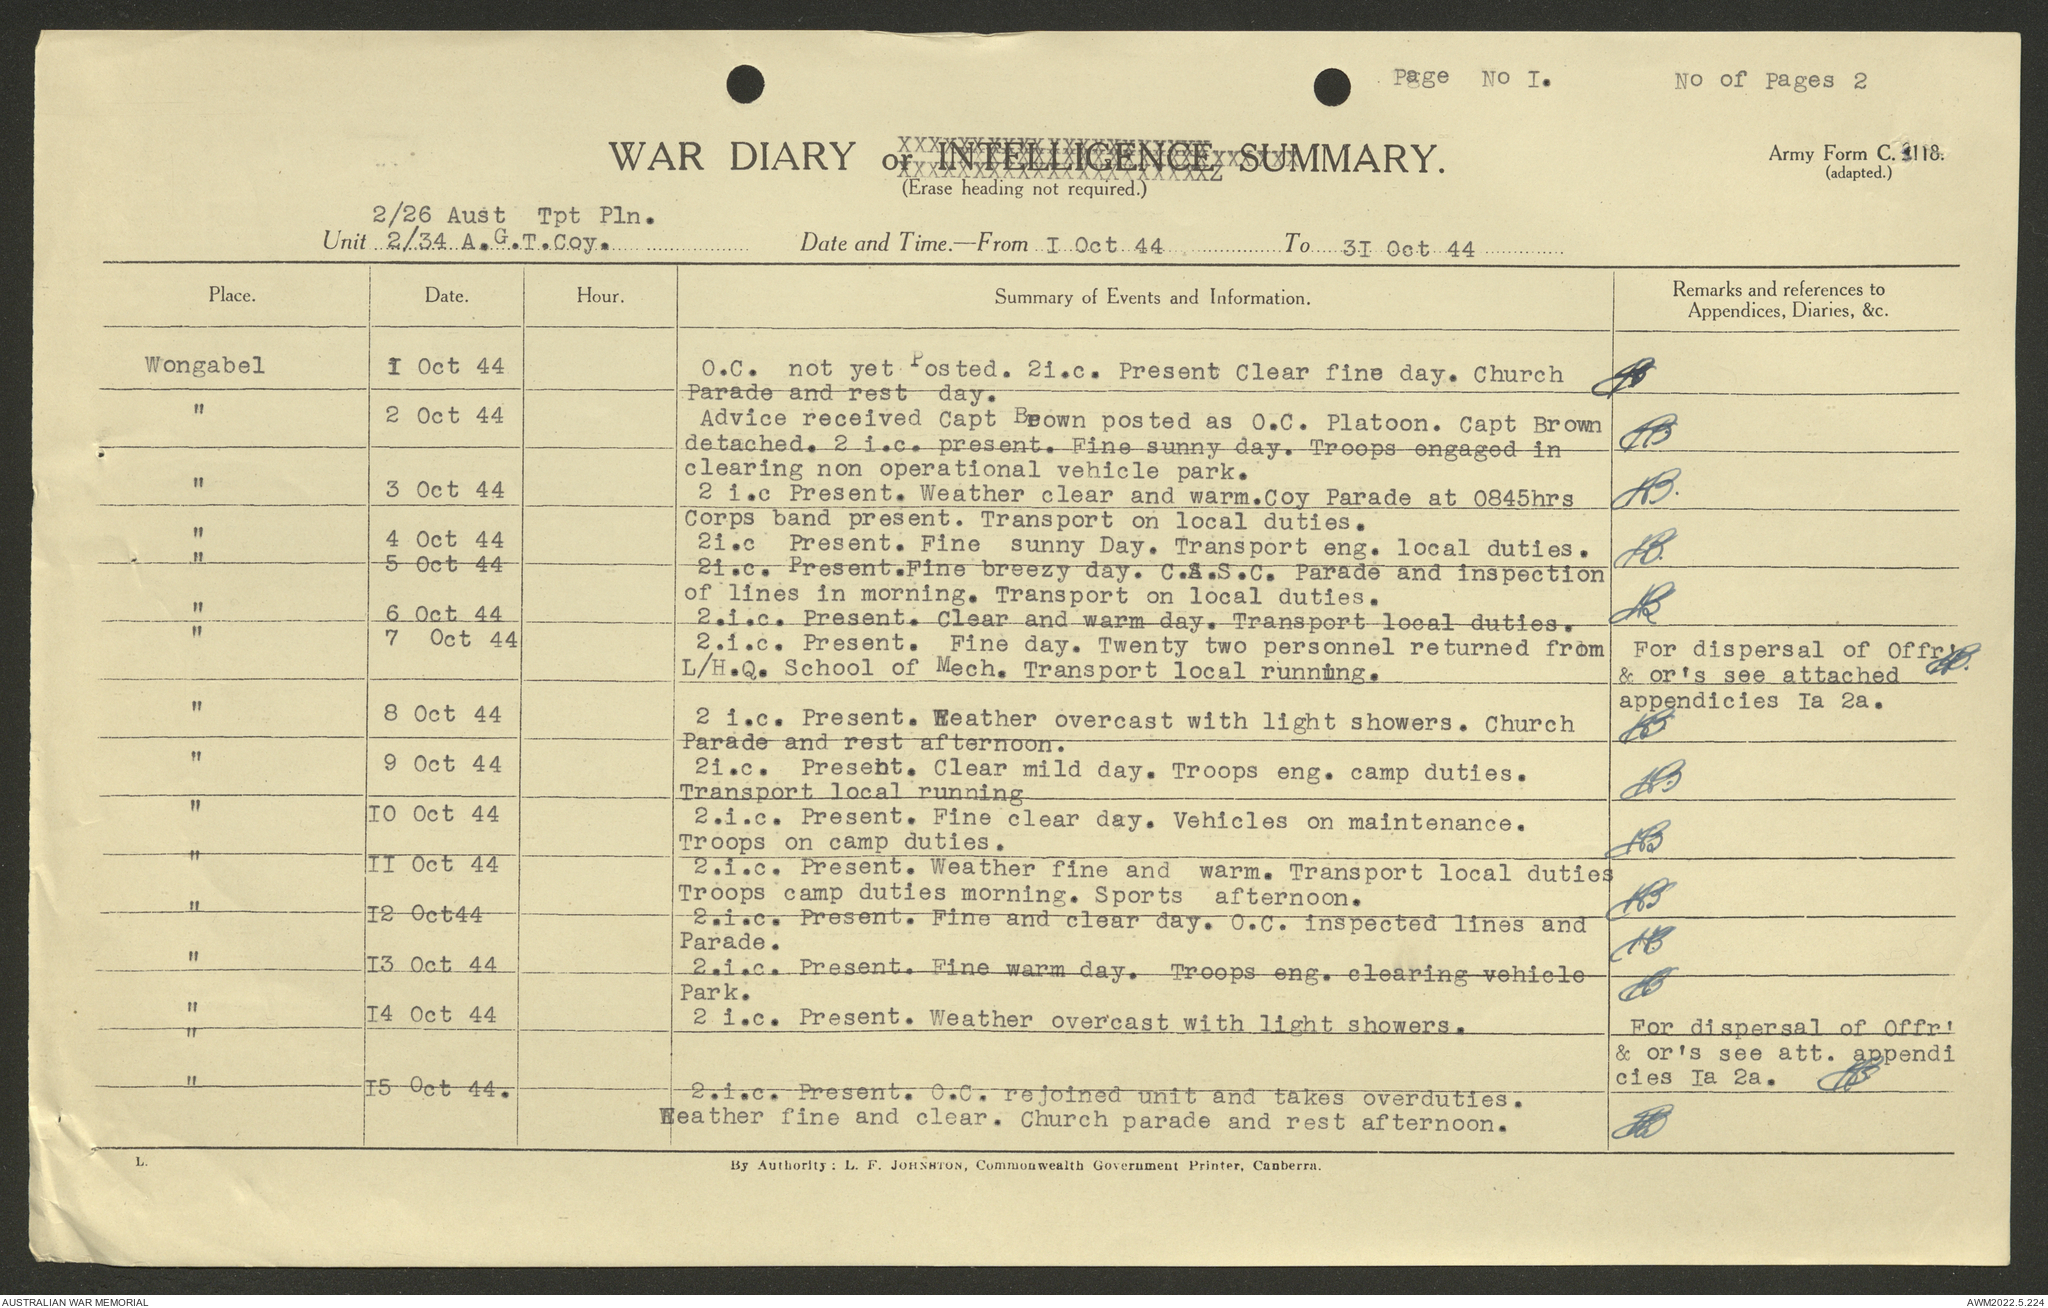 Page No I. No of Pages 2
WAR DIARY or INTELLIGENCE SUMMARY.
(Erase heading not required.)
Army Form C. 2118.
(adapted.)
2/26 Aust Tpt Pln.
Unit 2/34 A.G.T.Coy. Date and Time.—From I Oct 44 To 3I Oct 44
Place. Date. Hour. Summary of Events and Information. Remarks and references to
Appendices, Diaries, &c.
Wongabel I Oct 44 O.C. not yet Posted. 2i.c. Present Clear fine day. Church
Parade and rest day.
" 2 Oct 44 Advice received Capt Brown posted as O.C. Platoon. Capt Brown
detached. 2 i.c. present. Fine sunny day. Troops engaged in
clearing non operational vehicle park.
" 3 Oct 44 2 i.c Present. Weather clear and warm.Coy Parade at 0845hrs
Corps band present. Transport on local duties.
" 4 Oct 44 2i.c Present. Fine sunny Day. Transport eng. local duties.
" 5 Oct 44 2i.c. Present.Fine breezy day. C.A.S.C. Parade and inspection
of lines in morning. Transport on local duties.
" 6 Oct 44 2.i.c. Present. Clear and warm day. Transport local duties.
" 7 Oct 44 2.i.c. Present. Fine day. Twenty two personnel returned from For dispersal of Offr'
L/H.Q. School of Mech. Transport local running. & or's see attached
appendicies Ia 2a.
" 8 Oct 44 2 i.c. Present. Weather overcast with light showers. Church
Parade and rest afternoon.
" 9 Oct 44 2i.c. Present. Clear mild day. Troops eng. camp duties.
Transport local running
" IO Oct 44 2.i.c. Present. Fine clear day. Vehicles on maintenance.
Troops on camp duties.
" II Oct 44 2.i.c. Present. Weather fine and warm. Transport local duties
Troops camp duties morning. Sports afternoon.
" I2 Oct44 2.i.c. Present. Fine and clear day. O.C. inspected lines and
Parade.
" I3 Oct 44 2.i.c. Present. Fine warm day. Troops eng. clearing vehicle
Park.
" I4 Oct 44 2 i.c. Present. Weather overcast with light showers. For dispersal of Offr'
" & or's see att. appendi
cies Ia 2a.
" I5 Oct 44. 2.i.c. Present. O.C. rejoined unit and takes overduties.
Weather fine and clear. Church parade and rest afternoon.
L. By Authority: L. F. JOHNSTON, Commonwealth Government Printer, Canberra.
AUSTRALIAN WAR MEMORIAL AWM2022.5.224